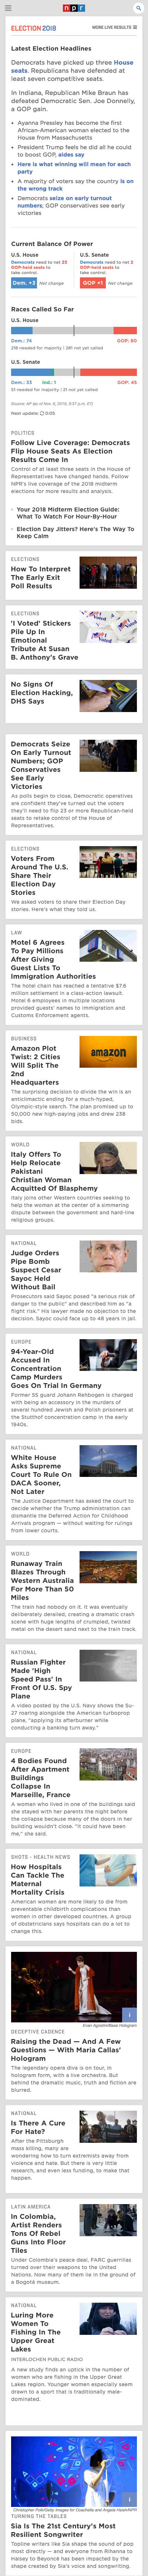 npr
ELECTION 2018
MORE LIVE RESULTS
Latest Election Headlines
Democrats have picked up three House
seats. Republicans have defended at
least seven competitive seats.
In Indiana, Republican Mike Braun has
defeated Democratic Sen. Joe Donnelly,
a GOP gain.
Ayanna Pressley has become the first
African-American woman elected to the
House from Massachusetts
President Trump feels he did all he could
to boost GOP, aides say
Here is what winning will mean for each
party
A majority of voters say the country is on
the wrong track
Democrats seize on early turnout
numbers; GOP conservatives see early
victories
Current Balance Of Power
U.S. House
Democrats need to net 23
GOP-held seats to
take control.
Dem. +3 Net change
U.S. Senate
Democrats need to net 2
GOP-held seats to
take control.
GOP +1 Net change
Races Called So Far
U.S. House
Dem.: 74 GOP: 80
218 needed for majority | 281 not yet called
U.S. Senate
Dem.: 33 Ind.: 1 GOP: 45
51 needed for majority | 21 not yet called
Next update: 0:05
POLITICS
Follow Live Coverage: Democrats
Flip House Seats As Election
Results Come In
Control of at least three seats in the House of
Representatives have changed hands. Follow
NPR's live coverage of the 2018 midterm
elections for more results and analysis.
Your 2018 Midterm Election Guide:
What To Watch For Hour-By-Hour
Election Day Jitters? Here's The Way To
Keep Calm
ELECTIONS
How To Interpret
The Early Exit
Poll Results
ELECTIONS
'I Voted' Stickers
Pile Up In
Emotional
Tribute At Susan
B. Anthony's Grave
No Signs Of
Election Hacking,
DHS Says
Democrats Seize
On Early Turnout
Numbers; GOP
Conservatives
See Early
Victories
As polls begin to close, Democratic operatives
are confident they've turned out the voters
they'll need to flip 23 or more Republican-held
seats to retake control of the House of
Representatives.
ELECTIONS
Voters From
Around The U.S.
Share Their
Election Day
Stories
We asked voters to share their Election Day
stories. Here's what they told us.
LAW
Motel 6 Agrees
To Pay Millions
After Giving
Guest Lists To
Immigration Authorities
The hotel chain has reached a tentative $7.6
million settlement in a class-action lawsuit.
Motel 6 employees in multiple locations
provided guests' names to Immigration and
Customs Enforcement agents.
BUSINESS
Amazon Plot
Twist: 2 Cities
Will Split The
2nd
Headquarters
amazon
The surprising decision to divide the win is an
anticlimactic ending for a much-hyped,
Olympic-style search. The plan promised up to
50,000 new high-paying jobs and drew 238
bids.
WORLD
Italy Offers To
Help Relocate
Pakistani
Christian Woman
Acquitted Of Blasphemy
Italy joins other Western countries seeking to
help the woman at the center of a simmering
dispute between the government and hard-line
religious groups.
NATIONAL
Judge Orders
Pipe Bomb
Suspect Cesar
Sayoc Held
Without Bail
Prosecutors said Sayoc posed "a serious risk of
danger to the public" and described him as "a
flight risk." His lawyer made no objection to the
decision. Sayoc could face up to 48 years in jail.
EUROPE
94-Year-Old
Accused In
Concentration
Camp Murders
Goes On Trial In Germany
Former SS guard Johann Rehbogen is charged
with being an accessory in the murders of
several hundred Jewish and Polish prisoners at
the Stutthof concentration camp in the early
1940s.
NATIONAL
White House
Asks Supreme
Court To Rule On
DACA Sooner,
Not Later
The Justice Department has asked the court to
decide whether the Trump administration can
dismantle the Deferred Action for Childhood
Arrivals program — without waiting for rulings
from lower courts.
WORLD
Runaway Train
Blazes Through
Western Australia
For More Than 50
Miles
The train had nobody on it. It was eventually
deliberately derailed, creating a dramatic crash
scene with huge lengths of crumpled, twisted
metal on the desert sand next to the train track.
NATIONAL
Russian Fighter
Made 'High
Speed Pass' In
Front Of U.S. Spy
Plane
A video posted by the U.S. Navy shows the Su-
27 roaring alongside the American turboprop
plane, "applying its afterburner while
conducting a banking turn away."
EUROPE
4 Bodies Found
After Apartment
Buildings
Collapse In
Marseille, France
A woman who lived in one of the buildings said
she stayed with her parents the night before
the collapse because many of the doors in her
building wouldn't close. "It could have been
me," she said.
SHOTS - HEALTH NEWS
How Hospitals
Can Tackle The
Maternal
Mortality Crisis
American women are more likely to die from
preventable childbirth complications than
women in other developed countries. A group
of obstetricians says hospitals can do a lot to
change this.
Evan Agostini/Base Hologram
DECEPTIVE CADENCE
Raising the Dead — And A Few
Questions — With Maria Callas'
Hologram
The legendary opera diva is on tour, in
hologram form, with a live orchestra. But
behind the dramatic music, truth and fiction are
blurred.
NATIONAL
Is There A Cure
For Hate?
After the Pittsburgh
mass killing, many are
wondering how to turn extremists away from
violence and hate. But there is very little
research, and even less funding, to make that
happen.
LATIN AMERICA
In Colombia,
Artist Renders
Tons Of Rebel
Guns Into Floor
Tiles
Under Colombia's peace deal, FARC guerrillas
turned over their weapons to the United
Nations. Now many of them lie in the ground of
a Bogotá museum.
NATIONAL
Luring More
Women To
Fishing In The
Upper Great
Lakes
INTERLOCHEN PUBLIC RADIO
A new study finds an uptick in the number of
women who are fishing in the Upper Great
Lakes region. Younger women especially seem
drawn to a sport that is traditionally male-
dominated.
Christopher Polk/Getty Images for Coachella and Angela Hsieh/NPR
TURNING THE TABLES
Sia Is The 21st Century's Most
Resilient Songwriter
Topline writers like Sia shape the sound of pop
most directly — and everyone from Rihanna to
Halsey to Beyoncé has been impacted by the
shape created by Sia's voice and songwriting.